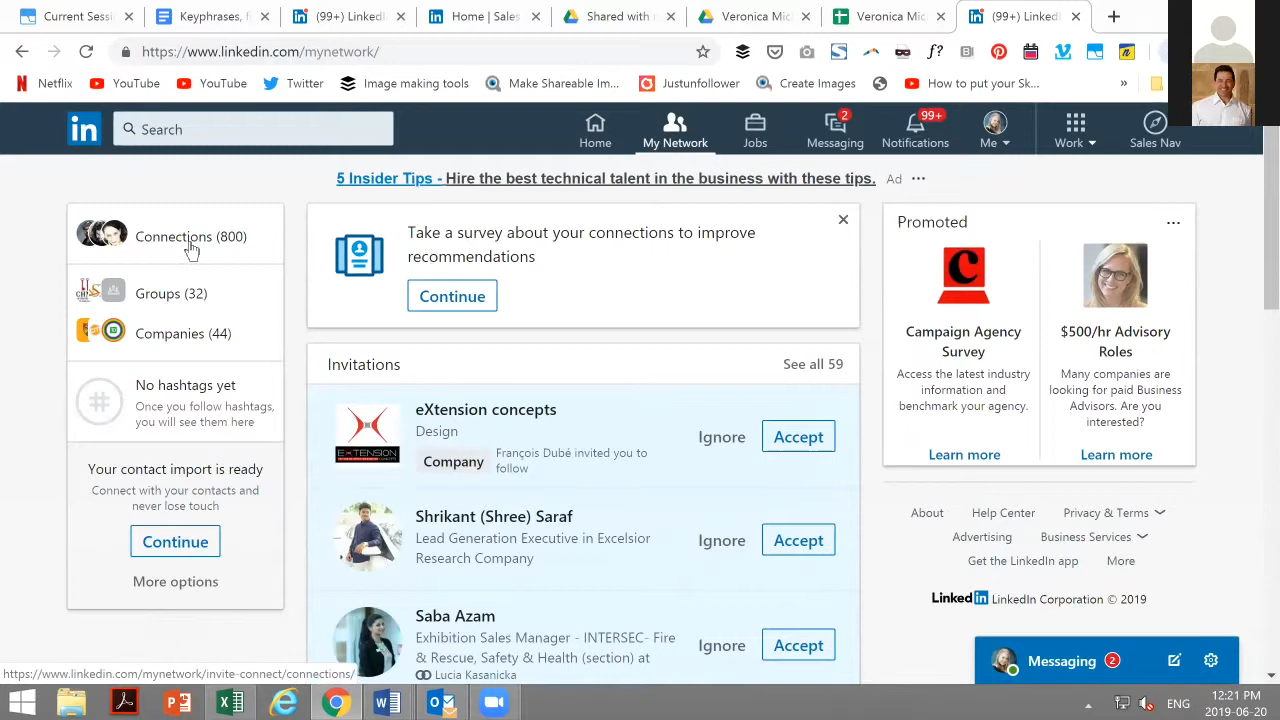 Current Sessi
Keyphrases, f
(99+) LinkedI
Home | Sales
Shared with
Veronica Mic
Veronica Mic
(99+) LinkedI
https://www.linkedin.com/mynetwork/
f?
Netflix
YouTube
YouTube
Twitter
Image making tools
Make Shareable Im...
Justunfollower
Create Images
How to put your Sk...
»
in
Search
Home
My Network
Jobs
2
Messaging
99+
Notifications
Me
Work
Sales Nav
5 Insider Tips - Hire the best technical talent in the business with these tips. Ad ...
Connections (800)
Groups (32)
Companies (44)
No hashtags yet
Once you follow hashtags,
you will see them here
Your contact import is ready
Connect with your contacts and
never lose touch
Continue
More options
Take a survey about your connections to improve
recommendations
Continue
Invitations
See all 59
eXtension concepts
Design
Company
François Dubé invited you to
follow
Ignore
Accept
Shrikant (Shree) Saraf
Lead Generation Executive in Excelsior
Research Company
Ignore
Accept
Saba Azam
Exhibition Sales Manager - INTERSEC- Fire
& Rescue, Safety & Health (section) at
Lucia Kasanicka
Ignore
Accept
Promoted
Campaign Agency
Survey
Access the latest industry
information and
benchmark your agency.
Learn more
$500/hr Advisory
Roles
Many companies are
looking for paid Business
Advisors. Are you
interested?
Learn more
About
Help Center
Privacy & Terms
Advertising
Business Services
Get the LinkedIn app
More
LinkedIn LinkedIn Corporation © 2019
Messaging 2
https://www.linkedin.com/mynetwork/invite-connect/connections/
ENG
12:21 PM
2019-06-20